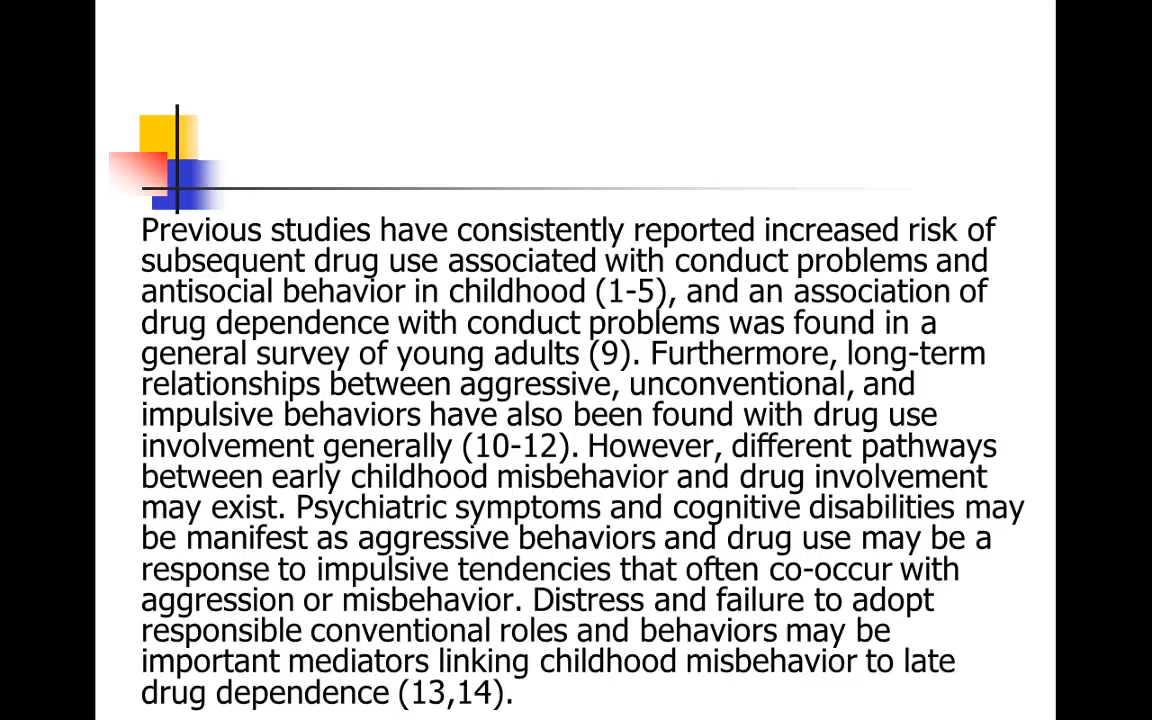 Previous studies have consistently reported increased risk of
subsequent drug use associated with conduct problems and
antisocial behavior in childhood (1-5), and an association of
drug dependence with conduct problems was found in a
general survey of young adults (9). Furthermore, long-term
relationships between aggressive, unconventional, and
impulsive behaviors have also been found with drug use
involvement generally (10-12). However, different pathways
between early childhood misbehavior and drug involvement
may exist. Psychiatric symptoms and cognitive disabilities may
be manifest as aggressive behaviors and drug use may be a
response to impulsive tendencies that often co-occur with
aggression or misbehavior. Distress and failure to adopt
responsible conventional roles and behaviors may be
important mediators linking childhood misbehavior to late
drug dependence (13,14).